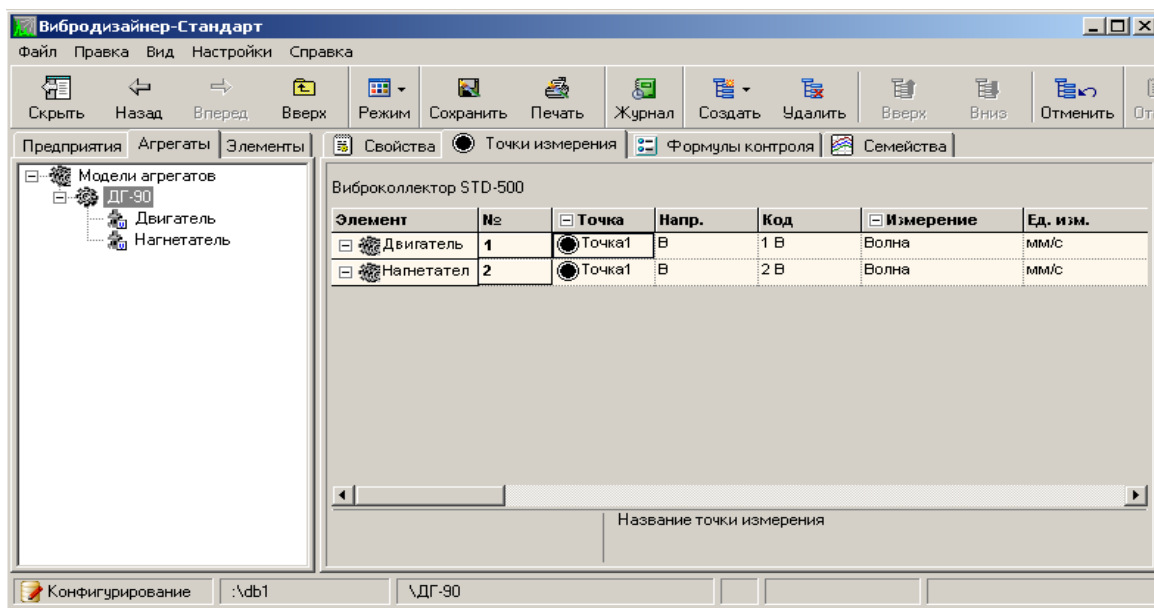 Вибродизайнер-Стандарт
Файл Правка Вид Настройки Справка
Скрыть Назад Вперед Вверх Режим Сохранить Печать Журнал Создать Удалить Вверх Вниз Отменить
Предприятия Агрегаты Элементы Свойства Точки измерения Формулы контроля Семейства
Модели агрегатов
ДГ-90
Двигатель
Нагнетатель
Виброколлектор STD-500
Элемент № Точка Напр. Код Измерение Ед. изм.
Двигатель 1 Точка1 В 1 В Волна мм/с
Нагнетател 2 Точка1 В 2 В Волна мм/с
Название точки измерения
Конфигурирование :\db1 \ДГ-90